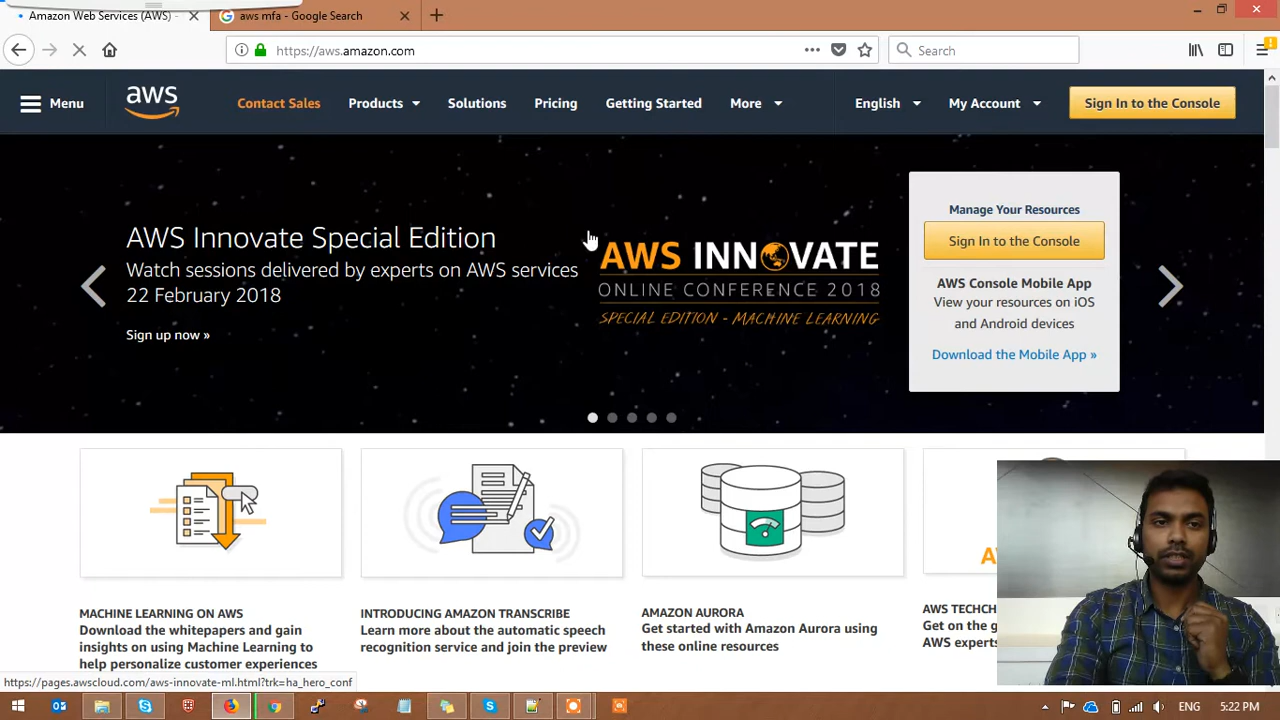 Amazon Web Services (AWS) -
aws mfa - Google Search
https://aws.amazon.com
Search
Menu
aws
Contact Sales
Products
Solutions
Pricing
Getting Started
More
English
My Account
Sign In to the Console
AWS Innovate Special Edition
Watch sessions delivered by experts on AWS services
22 February 2018
Sign up now »
AWS INNOVATE
ONLINE CONFERENCE 2018
SPECIAL EDITION - MACHINE LEARNING
Manage Your Resources
Sign In to the Console
AWS Console Mobile App
View your resources on iOS
and Android devices
Download the Mobile App »
MACHINE LEARNING ON AWS
Download the whitepapers and gain
insights on using Machine Learning to
help personalize customer experiences
INTRODUCING AMAZON TRANSCRIBE
Learn more about the automatic speech
recognition service and join the preview
AMAZON AURORA
Get started with Amazon Aurora using
these online resources
AWS TECHCH
Get on the g
AWS experts
https://pages.awscloud.com/aws-innovate-ml.html?trk=ha_hero_conf
ENG
5:22 PM